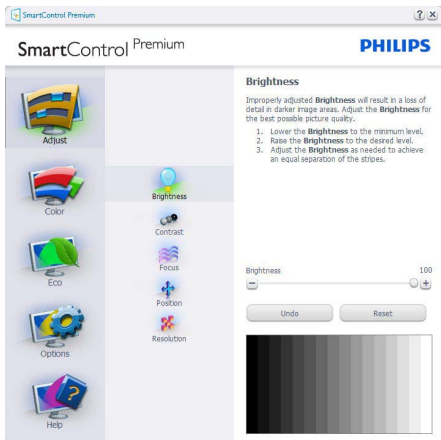 SmartControl Premium
? x
SmartControl Premium
PHILIPS
Adjust
Color
Eco
Options
Help
Brightness
Contrast
Focus
Position
Resolution
Brightness
Improperly adjusted Brightness will result in a loss of
detail in darker image areas. Adjust the Brightness for
the best possible picture quality.
1. Lower the Brightness to the minimum level.
2. Raise the Brightness to the desired level.
3. Adjust the Brightness as needed to achieve
an equal separation of the stripes.
Brightness 100
Undo Reset